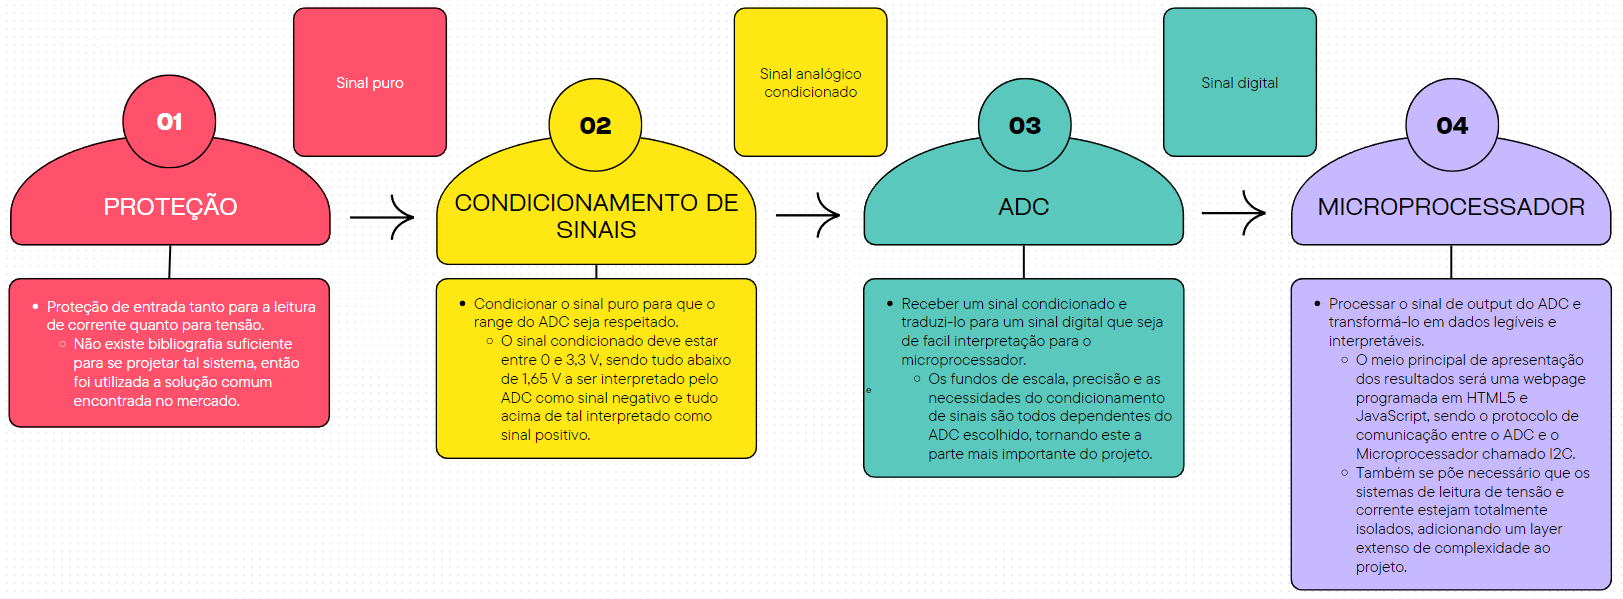 Sinal puro
Sinal analógico
condicionado
Sinal digital
01
PROTEÇÃO
02
CONDICIONAMENTO DE
SINAIS
03
ADC
04
MICROPROCESSADOR
• Proteção de entrada tanto para a leitura
de corrente quanto para tensão.
○ Não existe bibliografia suficiente
para se projetar tal sistema, então
foi utilizada a solução comum
encontrada no mercado.
• Condicionar o sinal puro para que o
range do ADC seja respeitado.
○ O sinal condicionado deve estar
entre 0 e 3,3 V, sendo tudo abaixo
de 1,65 V a ser interpretado pelo
ADC como sinal negativo e tudo
acima de tal interpretado como
sinal positivo.
• Receber um sinal condicionado e
traduzi-lo para um sinal digital que seja
de facil interpretação para o
microprocessador.
○ Os fundos de escala, precisão e as
necessidades do condicionamento
de sinais são todos dependentes do
ADC escolhido, tornando este a
parte mais importante do projeto.
e
• Processar o sinal de output do ADC e
transformá-lo em dados legíveis e
interpretáveis.
○ O meio principal de apresentação
dos resultados será uma webpage
programada em HTML5 e
JavaScript, sendo o protocolo de
comunicação entre o ADC e o
Microprocessador chamado I2C.
○ Também se põe necessário que os
sistemas de leitura de tensão e
corrente estejam totalmente
isolados, adicionando um layer
extenso de complexidade ao
projeto.